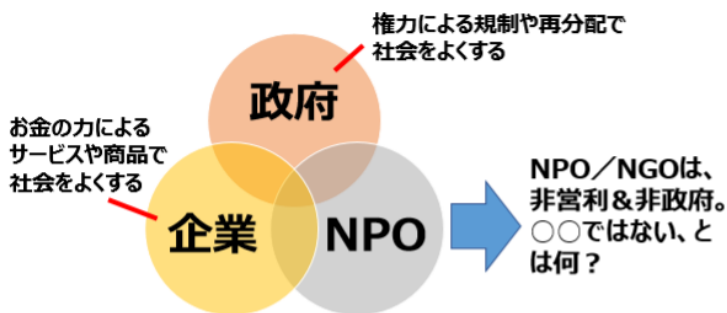 権力による規制や再分配で
社会をよくする
政府
お金の力による
サービスや商品で
社会をよくする
企業
NPO
NPO／NGOは、
非営利＆非政府。
○○ではない、と
は何？